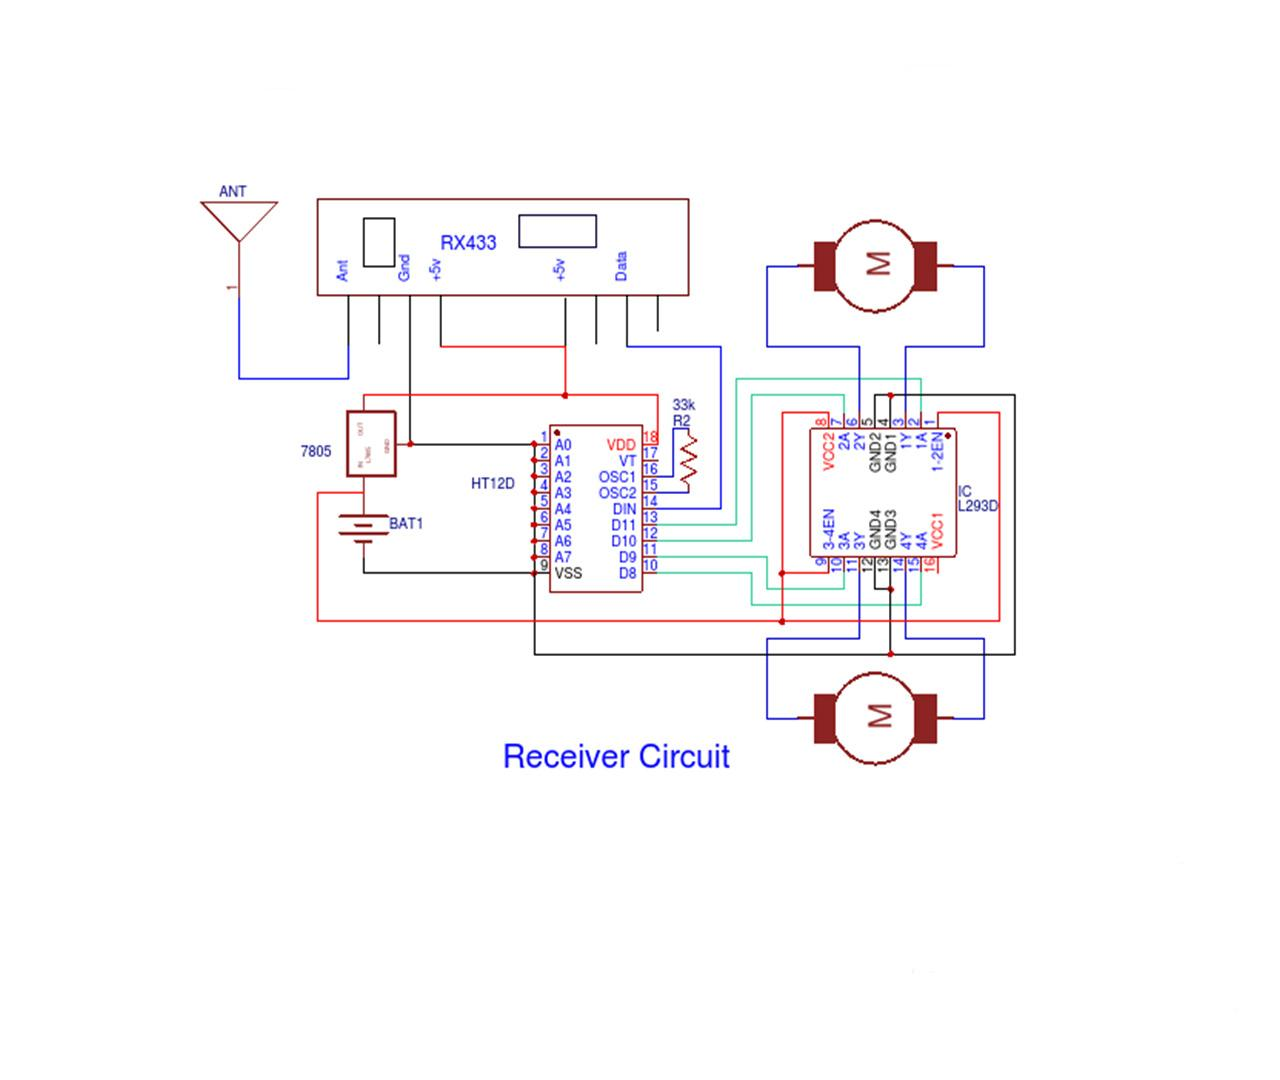 ANT
1
RX433
Ant
Gnd
+5v
+5v
Data
M
7805
OUT
GND
IN
BAT1
HT12D
1 A0
2 A1
3 A2
4 A3
5 A4
6 A5
7 A6
8 A7
9 VSS
VDD 18
VT 17
OSC1 16
OSC2 15
DIN 14
D11 13
D10 12
D9 11
D8 10
33k
R2
8 7 6 5 4 3 2 1
VCC2 2A 2Y GND2 GND1 1Y 1A 1-2EN
IC
L293D
3-4EN 3A 3Y GND4 GND3 4Y 4A VCC1
9 10 11 12 13 14 15 16
M
Receiver Circuit